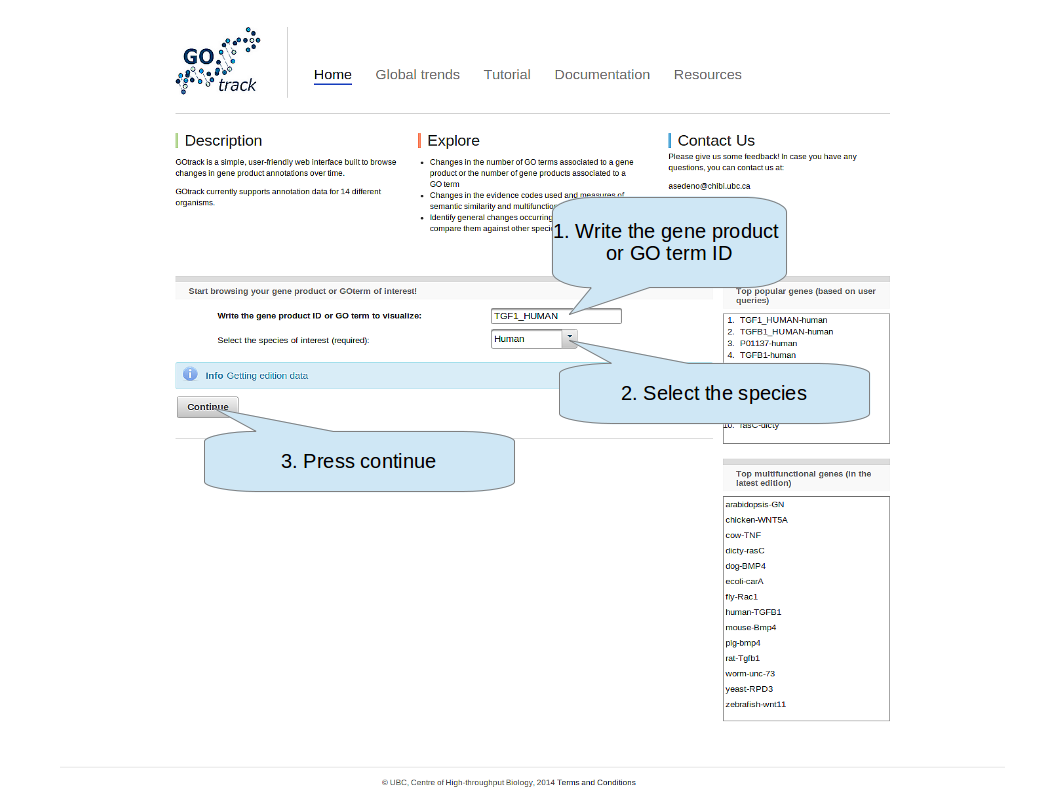 GO
track
Home Global trends Tutorial Documentation Resources
Description
GOtrack is a simple, user-friendly web interface built to browse
changes in gene product annotations over time.
GOtrack currently supports annotation data for 14 different
organisms.
Explore
Changes in the number of GO terms associated to a gene
product or the number of gene products associated to a
GO term
Changes in the evidence codes used and measures of
semantic similarity and
Identify general changes occurring
compare them against other
Contact Us
Please give us some feedback! In case you have any
questions, you can contact us at:
asedeno@chibi.ubc.ca
1. Write the gene product
or GO term ID
Start browsing your gene product or GOterm of interest!
Write the gene product ID or GO term to visualize: TGF1_HUMAN
Select the species of interest (required): Human
Info Getting edition data
Continue
2. Select the species
3. Press continue
Top popular genes (based on user
queries)
1. TGF1_HUMAN-human
2. TGFB1_HUMAN-human
3. P01137-human
4. TGFB1-human
10. rasC-dicty
Top multifunctional genes (in the
latest edition)
arabidopsis-GN
chicken-WNT5A
cow-TNF
dicty-rasC
dog-BMP4
ecoli-carA
fly-Rac1
human-TGFB1
mouse-Bmp4
pig-bmp4
rat-Tgfb1
worm-unc-73
yeast-RPD3
zebrafish-wnt11
© UBC, Centre of High-throughput Biology, 2014 Terms and Conditions